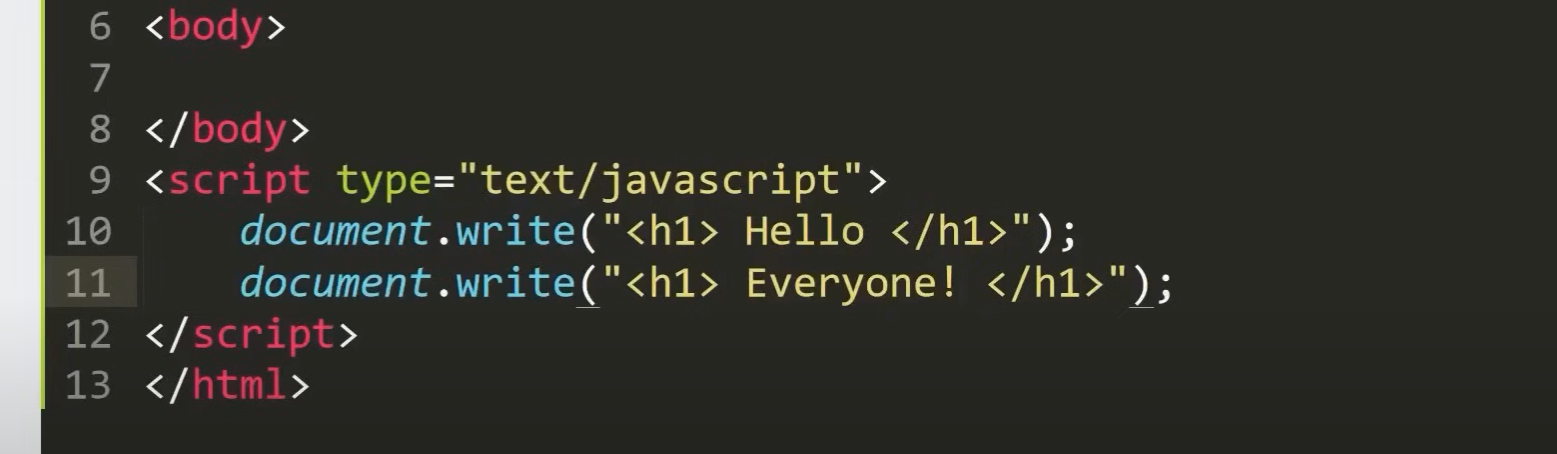 6 <body>
7
8 </body>
9 <script type="text/javascript">
10 document.write("<h1> Hello </h1>");
11 document.write("<h1> Everyone! </h1>");
12 </script>
13 </html>